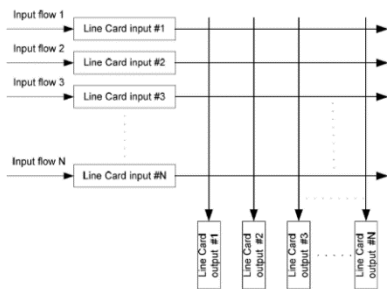 Input flow 1
Line Card input #1
Input flow 2
Line Card input #2
Input flow 3
Line Card input #3
Input flow N
Line Card input #N
Line Card
output #1
Line Card
output #2
Line Card
output #3
Line Card
output #N